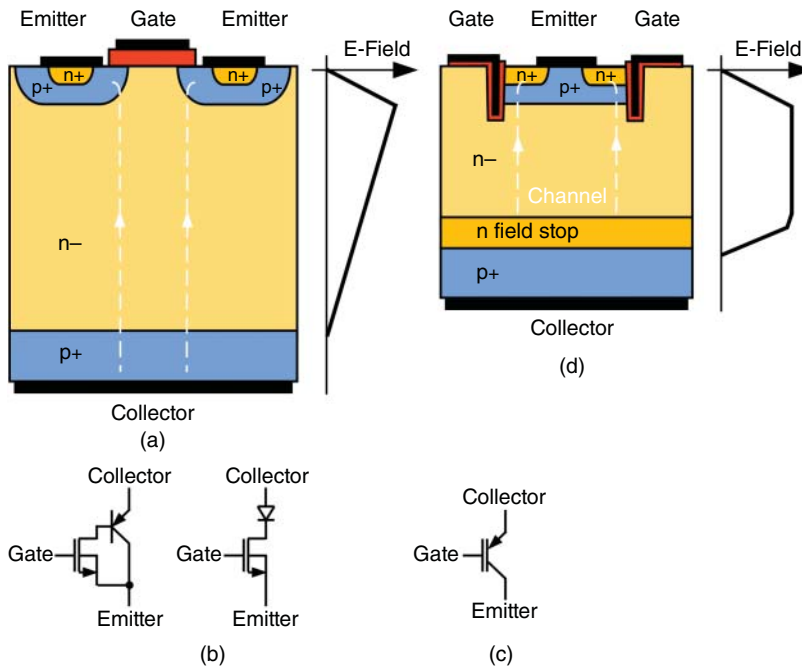 Emitter Gate Emitter
E-Field
n+ n+
p+ p+
n–
p+
Collector
(a)
Gate Emitter Gate
E-Field
n+ n+
p+
n–
Channel
n field stop
p+
Collector
(d)
Collector
Gate
Emitter
Collector
Gate
Emitter
(b)
Collector
Gate
Emitter
(c)